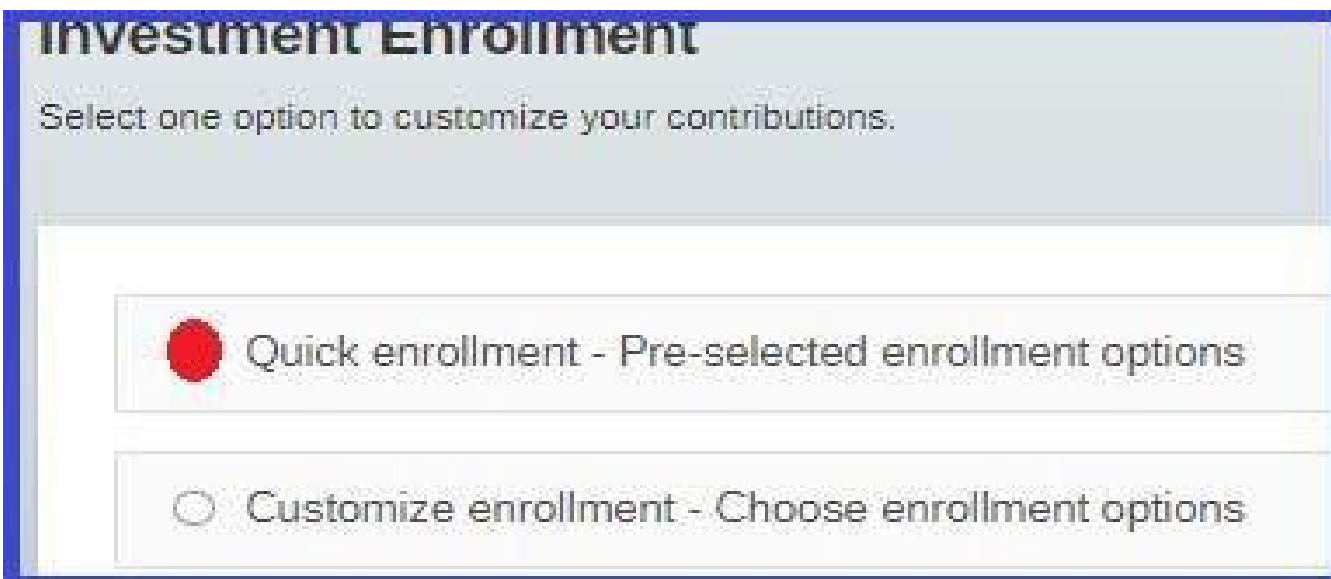 Investment Enrollment
Select one option to customize your contributions.
Quick enrollment - Pre-selected enrollment options
Customize enrollment - Choose enrollment options